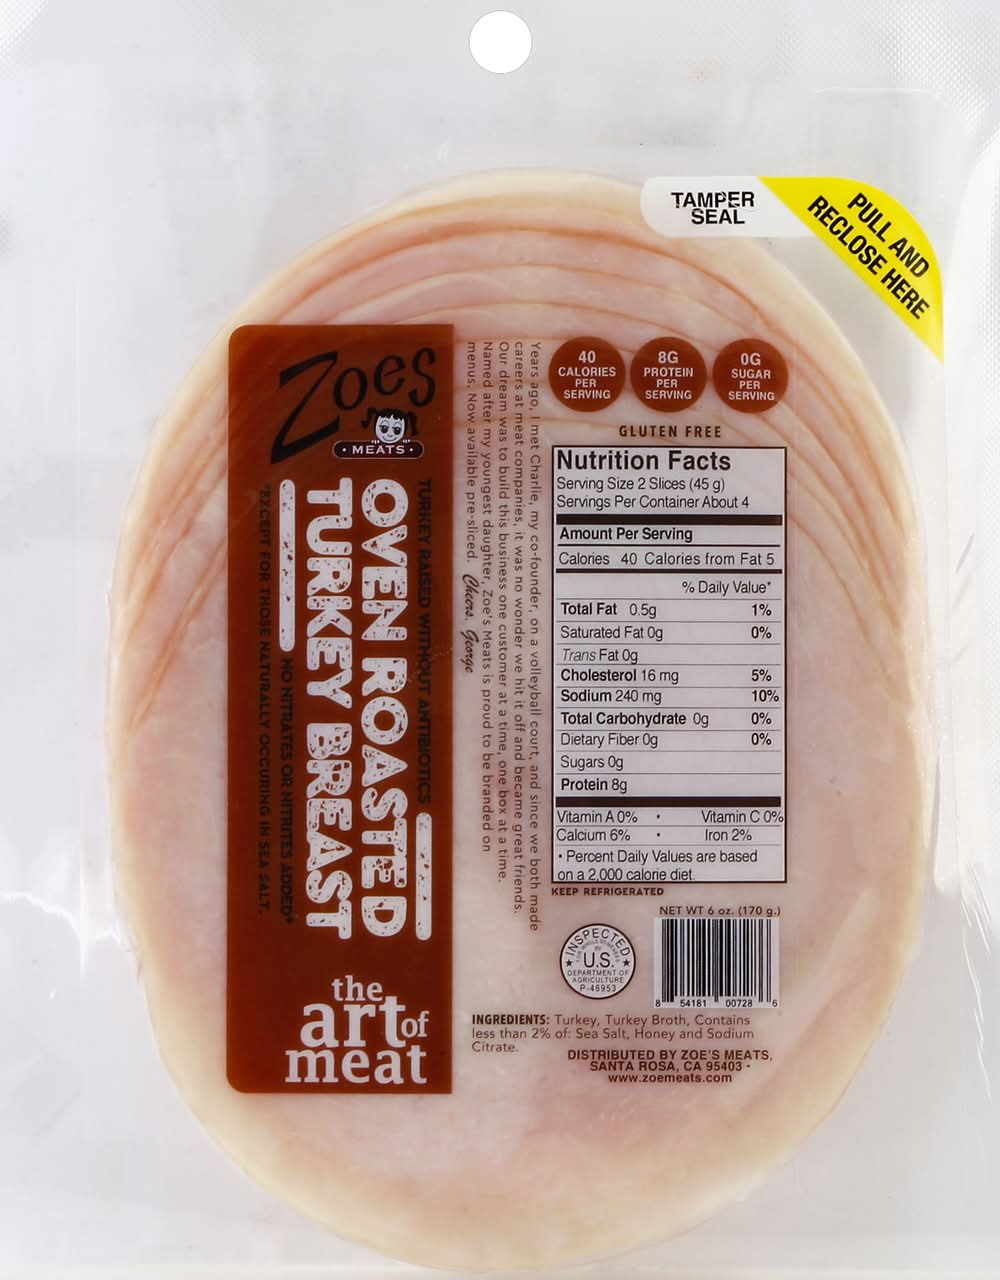 TAMPER
SEAL
PULL AND
RECLOSE HERE
Zoes
• MEATS •
TURKEY RAISED WITHOUT ANTIBIOTICS
OVEN ROASTED
TURKEY BREAST
NO NITRATES OR NITRITES ADDED*
*EXCEPT FOR THOSE NATURALLY OCCURING IN SEA SALT.
the
art of
meat
Years ago, I met Charlie, my co-founder, on a volleyball court, and since we both made
careers at meat companies, it was no wonder we hit it off and became great friends.
Our dream was to build this business one customer at a time, one box at a time.
Named after my youngest daughter, Zoe's Meats is proud to be branded on
menus. Now available pre-sliced. Cheers, George
40
CALORIES
PER
SERVING
8G
PROTEIN
PER
SERVING
0G
SUGAR
PER
SERVING
GLUTEN FREE
Nutrition Facts
Serving Size 2 Slices (45 g)
Servings Per Container About 4
Amount Per Serving
Calories 40 Calories from Fat 5
% Daily Value*
Total Fat 0.5g 1%
Saturated Fat 0g 0%
Trans Fat 0g
Cholesterol 16 mg 5%
Sodium 240 mg 10%
Total Carbohydrate 0g 0%
Dietary Fiber 0g 0%
Sugars 0g
Protein 8g
Vitamin A 0% • Vitamin C 0%
Calcium 6% • Iron 2%
• Percent Daily Values are based
on a 2,000 calorie diet.
KEEP REFRIGERATED
NET WT 6 oz. (170 g.)
INSPECTED
FOR WHOLESOMENESS
BY
U.S.
DEPARTMENT OF
AGRICULTURE
P-46953
8 54181 00728 6
INGREDIENTS: Turkey, Turkey Broth, Contains
less than 2% of: Sea Salt, Honey and Sodium
Citrate.
DISTRIBUTED BY ZOE'S MEATS,
SANTA ROSA, CA 95403 •
www.zoemeats.com